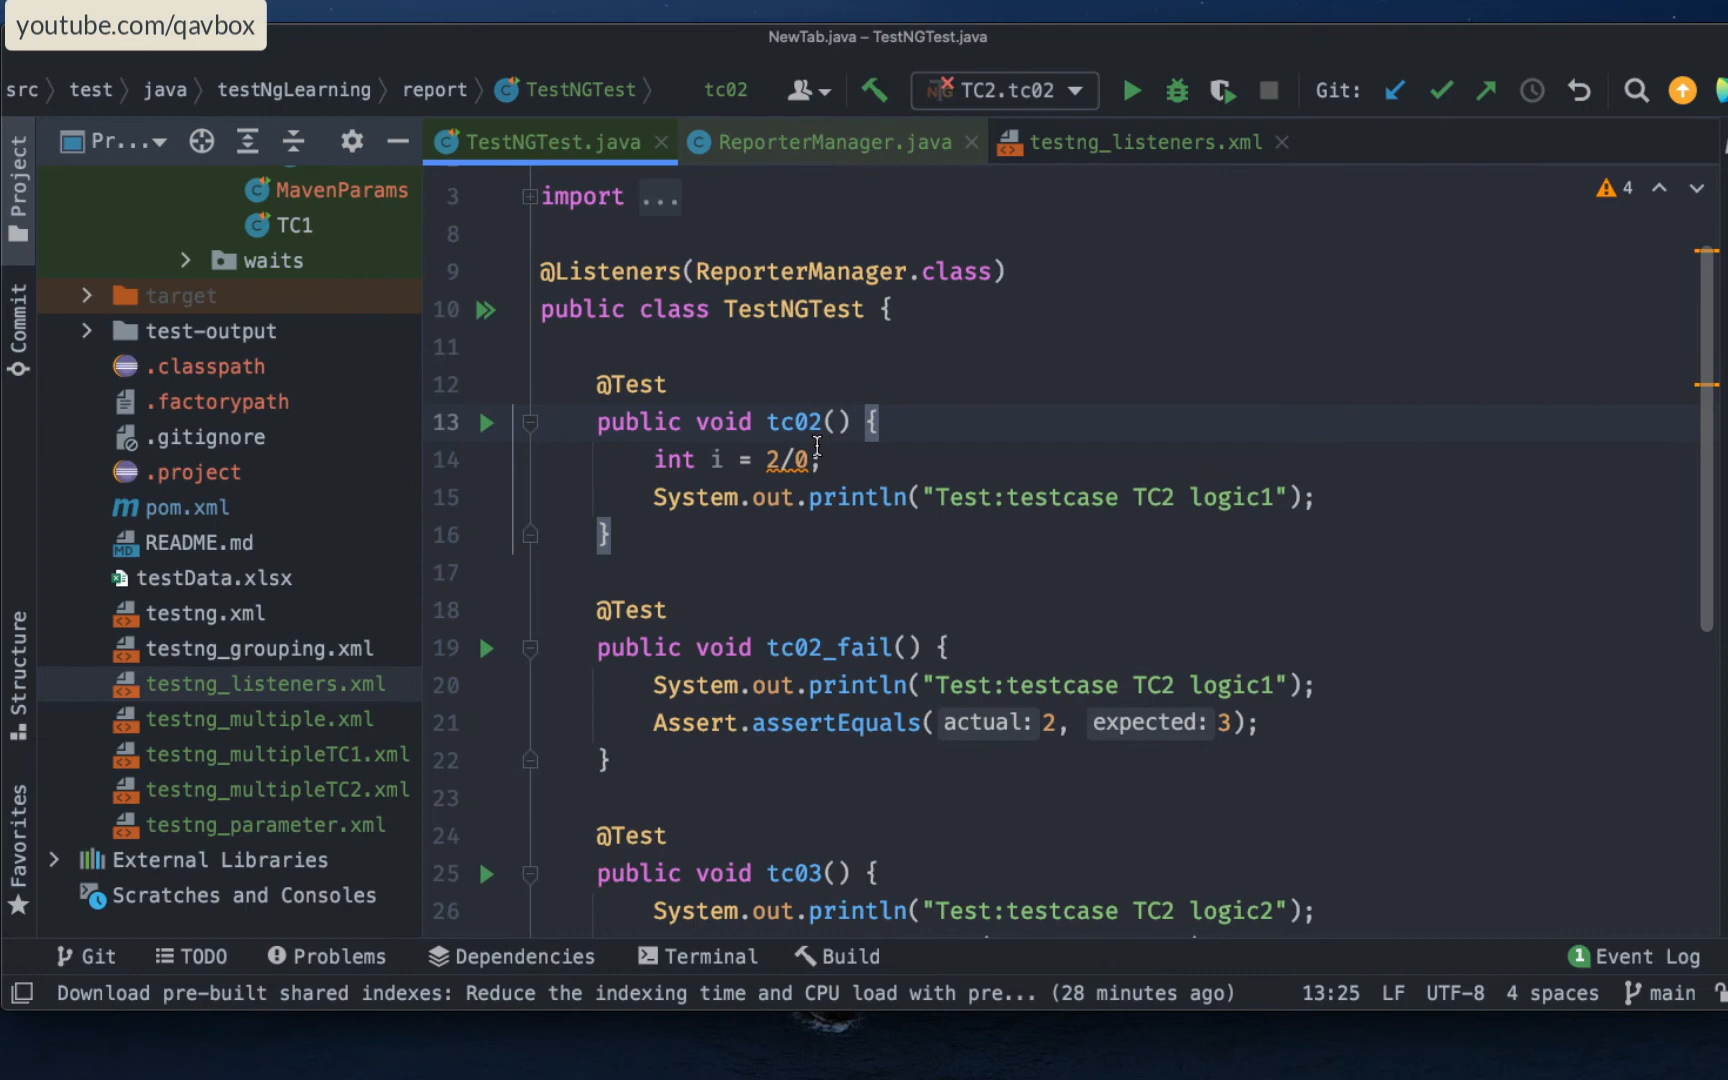 youtube.com/qavbox
NewTab.java – TestNGTest.java
src test java testNgLearning report TestNGTest tc02 TC2.tc02 Git:
Pr... TestNGTest.java ReporterManager.java testng_listeners.xml
Project
Commit
Structure
Favorites
MavenParams
TC1
waits
target
test-output
.classpath
.factorypath
.gitignore
.project
pom.xml
README.md
testData.xlsx
testng.xml
testng_grouping.xml
testng_listeners.xml
testng_multiple.xml
testng_multipleTC1.xml
testng_multipleTC2.xml
testng_parameter.xml
External Libraries
Scratches and Consoles
4
3 import ...
8
9 @Listeners(ReporterManager.class)
10 public class TestNGTest {
11
12 @Test
13 public void tc02() {
14 int i = 2/0;
15 System.out.println("Test:testcase TC2 logic1");
16 }
17
18 @Test
19 public void tc02_fail() {
20 System.out.println("Test:testcase TC2 logic1");
21 Assert.assertEquals( actual: 2, expected: 3);
22 }
23
24 @Test
25 public void tc03() {
26 System.out.println("Test:testcase TC2 logic2");
Git TODO Problems Dependencies Terminal Build 1 Event Log
Download pre-built shared indexes: Reduce the indexing time and CPU load with pre... (28 minutes ago) 13:25 LF UTF-8 4 spaces main